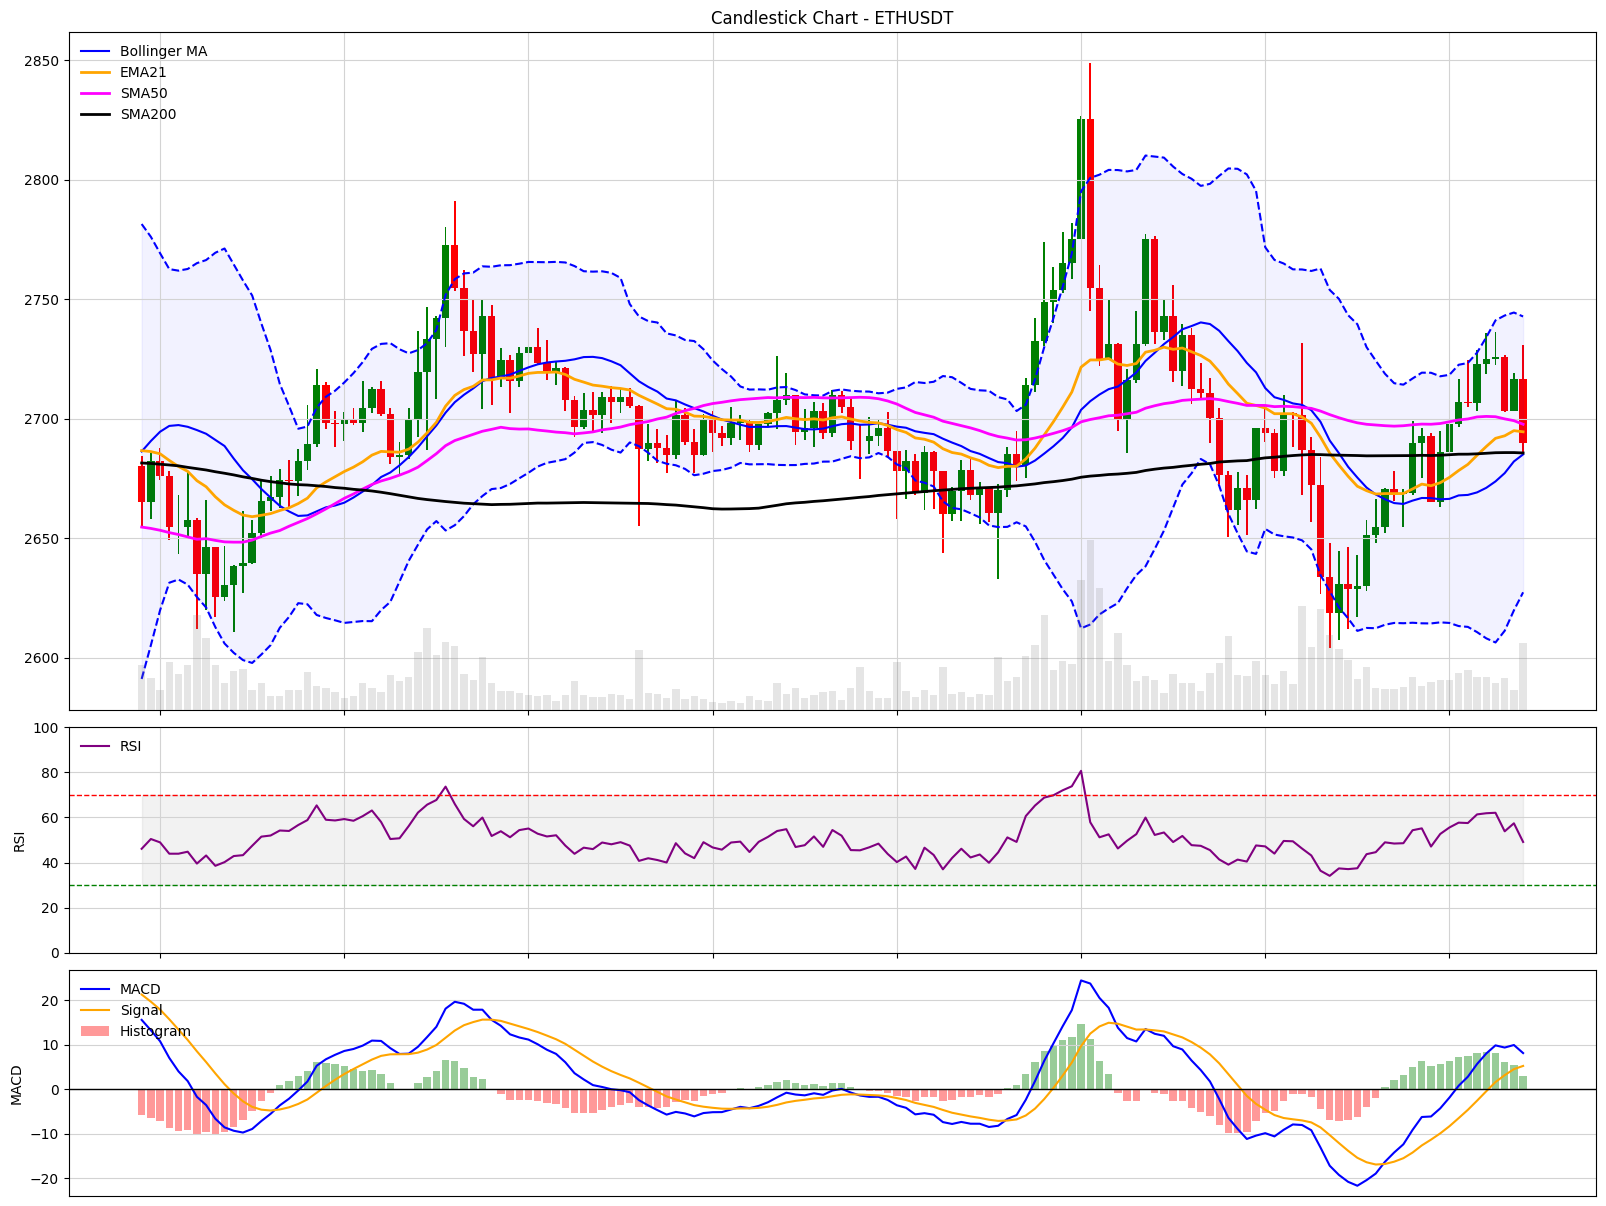 Candlestick Chart - ETHUSDT
Bollinger MA
EMA21
SMA50
SMA200
2850
2800
2750
2700
2650
2600
RSI
100
80
60
40
20
0
RSI
MACD
Signal
Histogram
20
10
0
−10
−20
MACD